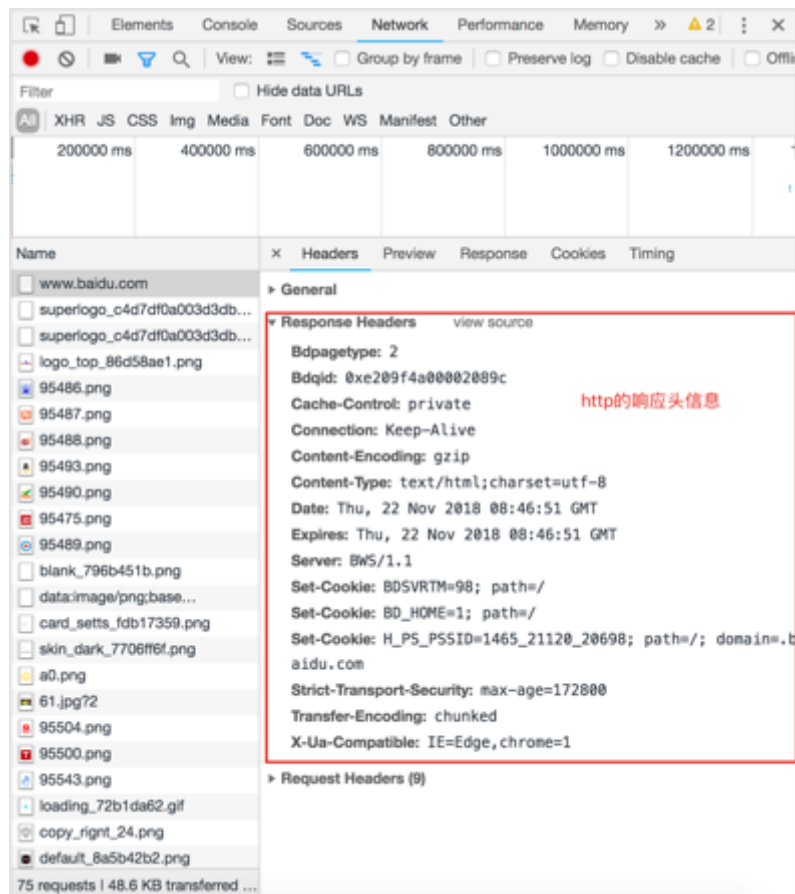 Elements Console Sources Network Performance Memory » 2
View: Group by frame Preserve log Disable cache Offli
Filter Hide data URLs
All XHR JS CSS Img Media Font Doc WS Manifest Other
200000 ms 400000 ms 600000 ms 800000 ms 1000000 ms 1200000 ms 1
Name
× Headers Preview Response Cookies Timing
www.baidu.com
superlogo_c4d7df0a003d3db...
superlogo_c4d7df0a003d3db...
logo_top_86d58ae1.png
95486.png
95487.png
95488.png
95493.png
95490.png
95475.png
95489.png
blank_796b451b.png
data:image/png;base...
card_setts_fdb17359.png
skin_dark_7706ff6f.png
a0.png
61.jpg?2
95504.png
95500.png
95543.png
loading_72b1da62.gif
copy_rignt_24.png
default_8a5b42b2.png
75 requests | 48.6 KB transferred ...
General
Response Headers view source
Bdpagetype: 2
Bdqid: 0xe209f4a00002089c
http的响应头信息
Cache-Control: private
Connection: Keep-Alive
Content-Encoding: gzip
Content-Type: text/html;charset=utf-8
Date: Thu, 22 Nov 2018 08:46:51 GMT
Expires: Thu, 22 Nov 2018 08:46:51 GMT
Server: BWS/1.1
Set-Cookie: BDSVRTM=98; path=/
Set-Cookie: BD_HOME=1; path=/
Set-Cookie: H_PS_PSSID=1465_21120_20698; path=/; domain=.b
aidu.com
Strict-Transport-Security: max-age=172800
Transfer-Encoding: chunked
X-Ua-Compatible: IE=Edge,chrome=1
Request Headers (9)